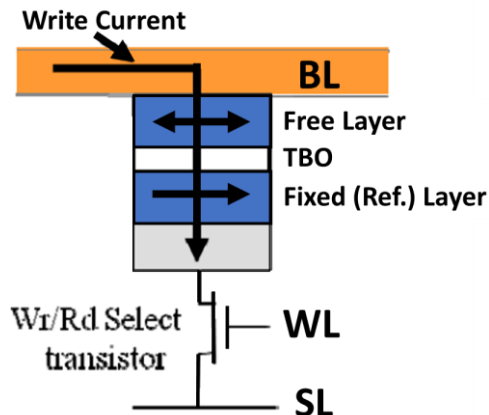 Write Current
BL
Free Layer
TBO
Fixed (Ref.) Layer
Wr/Rd Select
transistor
WL
SL